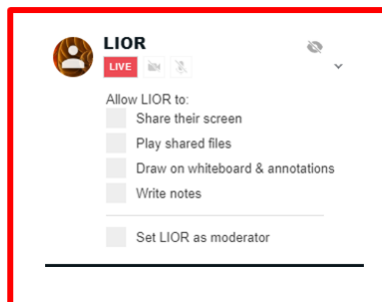 LIOR
LIVE
Allow LIOR to:
Share their screen
Play shared files
Draw on whiteboard & annotations
Write notes
Set LIOR as moderator